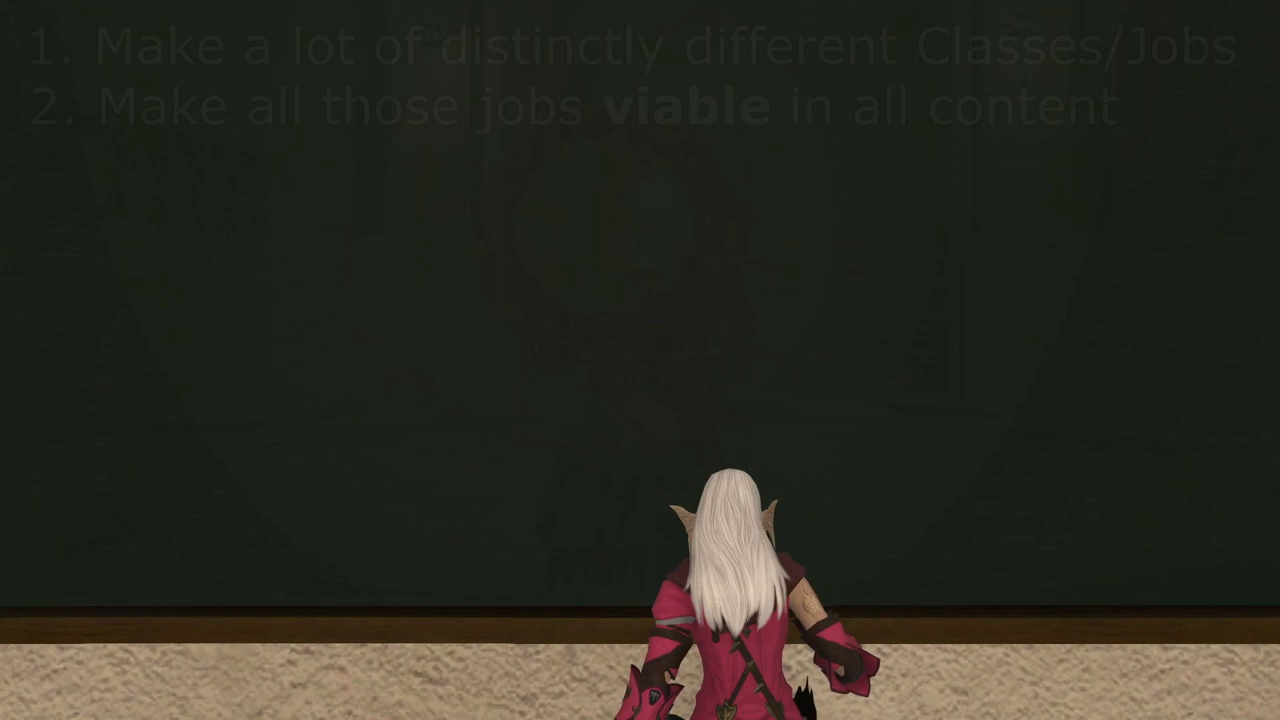 1. Make a lot of distinctly different Classes/Jobs
2. Make all those jobs viable in all content